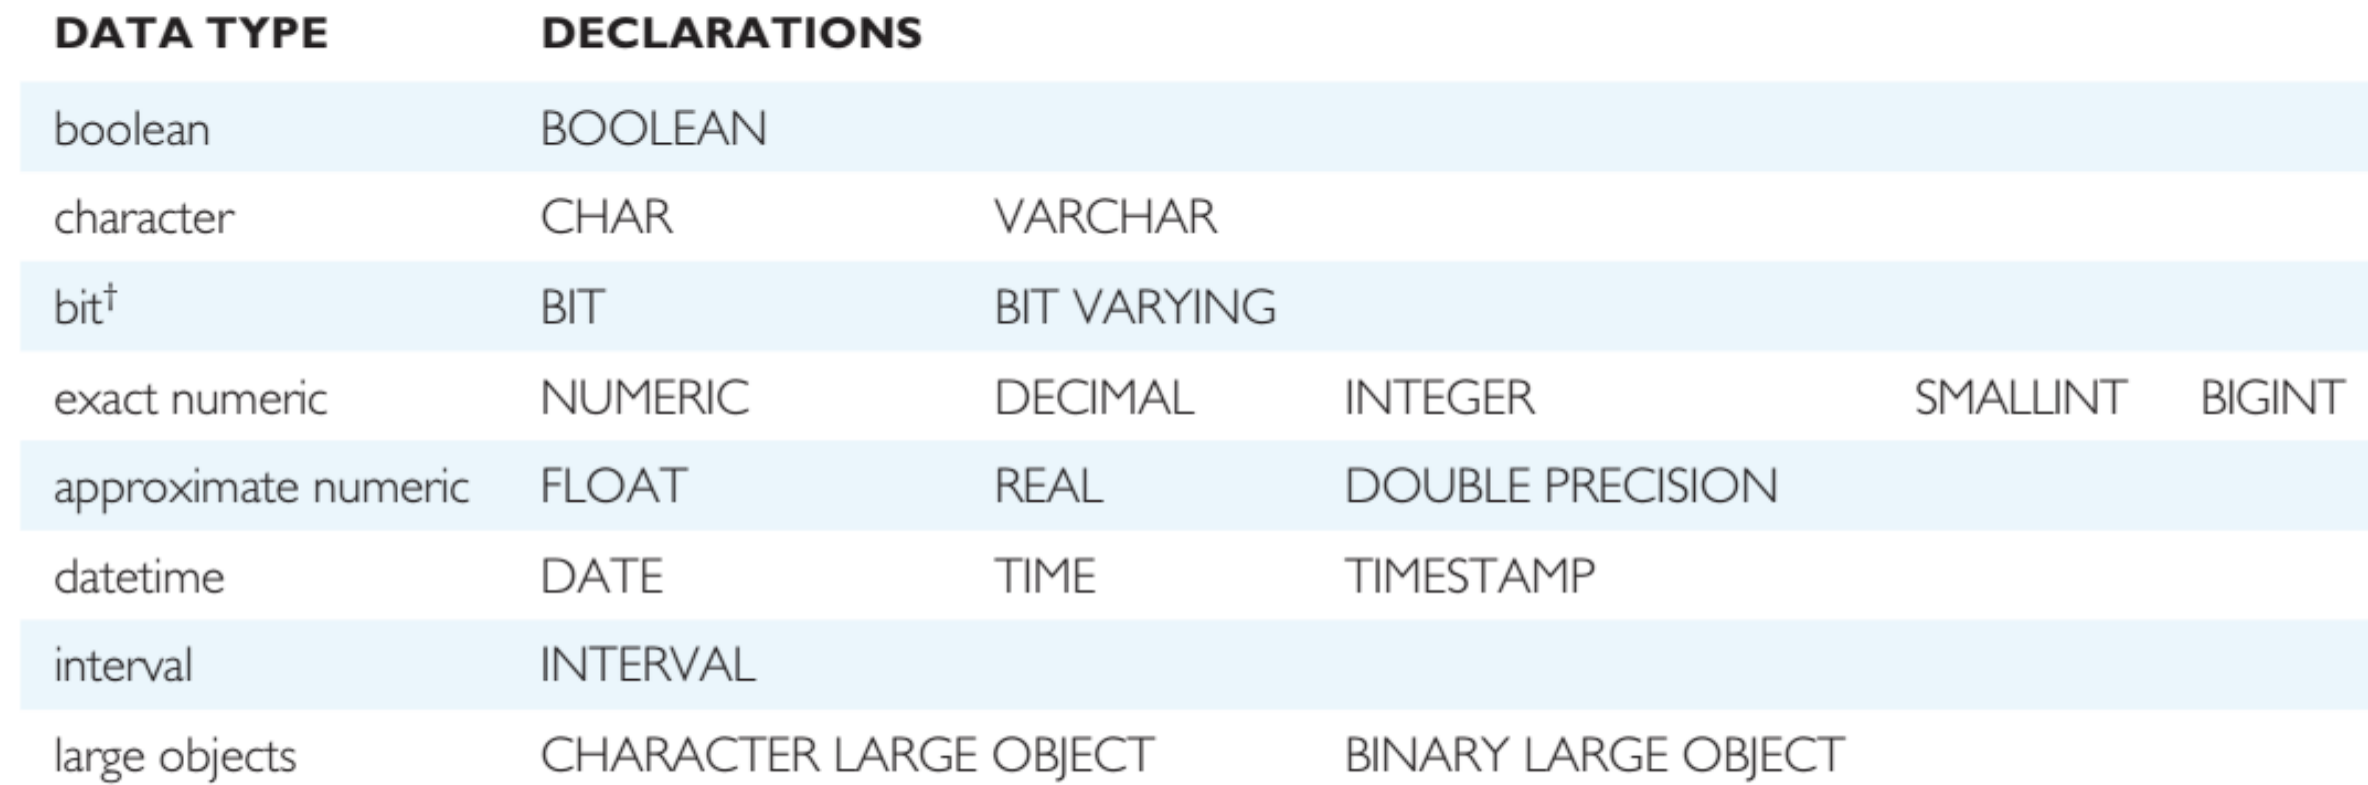 DATA TYPE DECLARATIONS
boolean BOOLEAN
character CHAR VARCHAR
bit† BIT BIT VARYING
exact numeric NUMERIC DECIMAL INTEGER SMALLINT BIGINT
approximate numeric FLOAT REAL DOUBLE PRECISION
datetime DATE TIME TIMESTAMP
interval INTERVAL
large objects CHARACTER LARGE OBJECT BINARY LARGE OBJECT